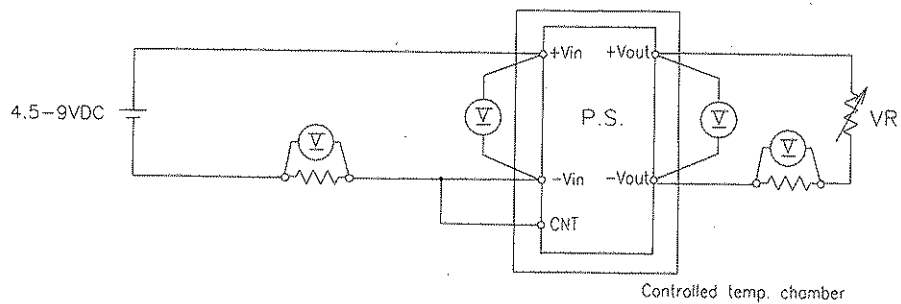 +Vin
+Vout
4.5-9VDC
V
P.S.
V
VR
V
V
-Vin
-Vout
CNT
Controlled temp. chamber